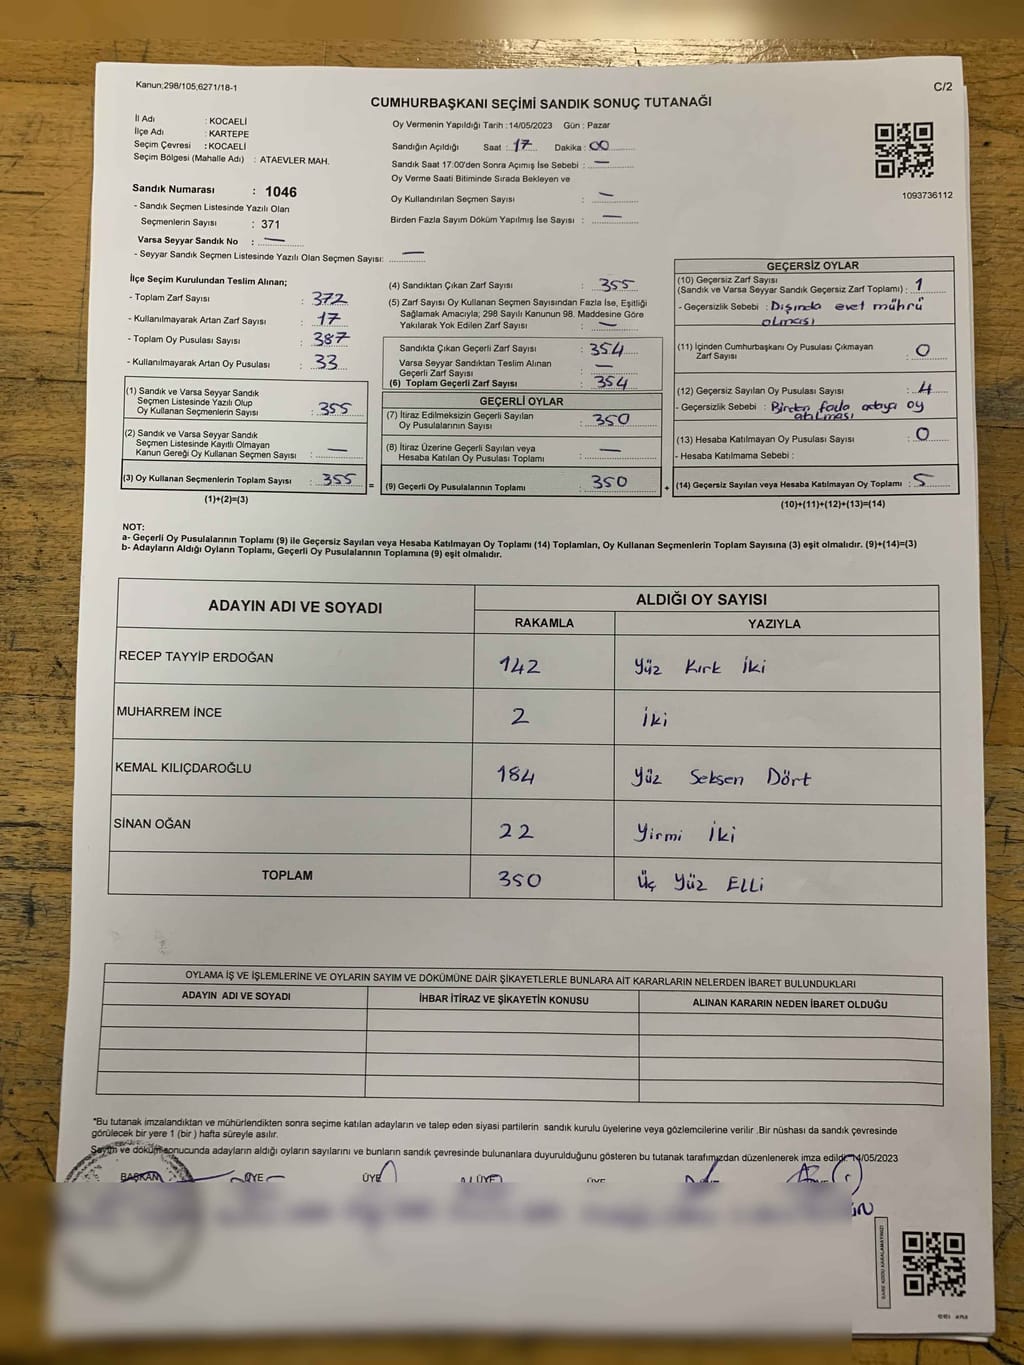 Kanun;298/105,6271/18-1
C/2
CUMHURBAŞKANI SEÇİMİ SANDIK SONUÇ TUTANAĞI
İl Adı : KOCAELİ
İlçe Adı : KARTEPE
Seçim Çevresi : KOCAELİ
Seçim Bölgesi (Mahalle Adı) : ATAEVLER MAH.
Oy Vermenin Yapıldığı Tarih : 14/05/2023 Gün : Pazar
Sandığın Açıldığı Saat : 17 Dakika : 00
Sandık Saat 17:00'den Sonra Açımış İse Sebebi : —
Oy Verme Saati Bitiminde Sırada Bekleyen ve
Oy Kullandırılan Seçmen Sayısı : —
Birden Fazla Sayım Döküm Yapılmış İse Sayısı : —
1093736112
Sandık Numarası : 1046
- Sandık Seçmen Listesinde Yazılı Olan
Seçmenlerin Sayısı : 371
Varsa Seyyar Sandık No : —
- Seyyar Sandık Seçmen Listesinde Yazılı Olan Seçmen Sayısı: —
İlçe Seçim Kurulundan Teslim Alınan;
- Toplam Zarf Sayısı : 372
- Kullanılmayarak Artan Zarf Sayısı : 17
- Toplam Oy Pusulası Sayısı : 387
- Kullanılmayarak Artan Oy Pusulası : 33
(1) Sandık ve Varsa Seyyar Sandık
Seçmen Listesinde Yazılı Olup
Oy Kullanan Seçmenlerin Sayısı : 355
(2) Sandık ve Varsa Seyyar Sandık
Seçmen Listesinde Kayıtlı Olmayan
Kanun Gereği Oy Kullanan Seçmen Sayısı : —
(3) Oy Kullanan Seçmenlerin Toplam Sayısı : 355 =
(1)+(2)=(3)
(4) Sandıktan Çıkan Zarf Sayısı : 355
(5) Zarf Sayısı Oy Kullanan Seçmen Sayısından Fazla İse, Eşitliği
Sağlamak Amacıyla; 298 Sayılı Kanunun 98. Maddesine Göre
Yakılarak Yok Edilen Zarf Sayısı : —
Sandıkta Çıkan Geçerli Zarf Sayısı : 354
Varsa Seyyar Sandıktan Teslim Alınan
Geçerli Zarf Sayısı : —
(6) Toplam Geçerli Zarf Sayısı : 354
GEÇERLİ OYLAR
(7) İtiraz Edilmeksizin Geçerli Sayılan
Oy Pusulalarının Sayısı : 350
(8) İtiraz Üzerine Geçerli Sayılan veya
Hesaba Katılan Oy Pusulası Toplamı : —
(9) Geçerli Oy Pusulalarının Toplamı : 350 +
GEÇERSİZ OYLAR
(10) Geçersiz Zarf Sayısı
(Sandık ve Varsa Seyyar Sandık Geçersiz Zarf Toplamı) : 1
- Geçersizlik Sebebi : Dışında evet mührü
olması
(11) İçinden Cumhurbaşkanı Oy Pusulası Çıkmayan
Zarf Sayısı : 0
(12) Geçersiz Sayılan Oy Pusulası Sayısı : 4
- Geçersizlik Sebebi : Birden fazla adaya oy
atılması
(13) Hesaba Katılmayan Oy Pusulası Sayısı : 0
- Hesaba Katılmama Sebebi :
(14) Geçersiz Sayılan veya Hesaba Katılmayan Oy Toplamı : 5
(10)+(11)+(12)+(13)=(14)
NOT:
a- Geçerli Oy Pusulalarının Toplamı (9) ile Geçersiz Sayılan veya Hesaba Katılmayan Oy Toplamı (14) Toplamları, Oy Kullanan Seçmenlerin Toplam Sayısına (3) eşit olmalıdır. (9)+(14)=(3)
b- Adayların Aldığı Oyların Toplamı, Geçerli Oy Pusulalarının Toplamına (9) eşit olmalıdır.
ADAYIN ADI VE SOYADI
ALDIĞI OY SAYISI
RAKAMLA YAZIYLA
RECEP TAYYİP ERDOĞAN 142 Yüz Kırk İki
MUHARREM İNCE 2 İki
KEMAL KILIÇDAROĞLU 184 Yüz Seksen Dört
SİNAN OĞAN 22 Yirmi İki
TOPLAM 350 Üç Yüz Elli
OYLAMA İŞ VE İŞLEMLERİNE VE OYLARIN SAYIM VE DÖKÜMÜNE DAİR ŞİKAYETLERLE BUNLARA AİT KARARLARIN NELERDEN İBARET BULUNDUKLARI
ADAYIN ADI VE SOYADI İHBAR İTİRAZ VE ŞİKAYETİN KONUSU ALINAN KARARIN NEDEN İBARET OLDUĞU
*Bu tutanak imzalandıktan ve mühürlendikten sonra seçime katılan adayların ve talep eden siyasi partilerin sandık kurulu üyelerine veya gözlemcilerine verilir .Bir nüshası da sandık çevresinde
görülecek bir yere 1 (bir ) hafta süreyle asılır.
Sayım ve döküm sonucunda adayların aldığı oyların sayılarını ve bunların sandık çevresinde bulunanlara duyurulduğunu gösteren bu tutanak tarafımızdan düzenlenerek imza edildi. 14/05/2023
BAŞKAN ÜYE ÜYE ÜYE ÜYE